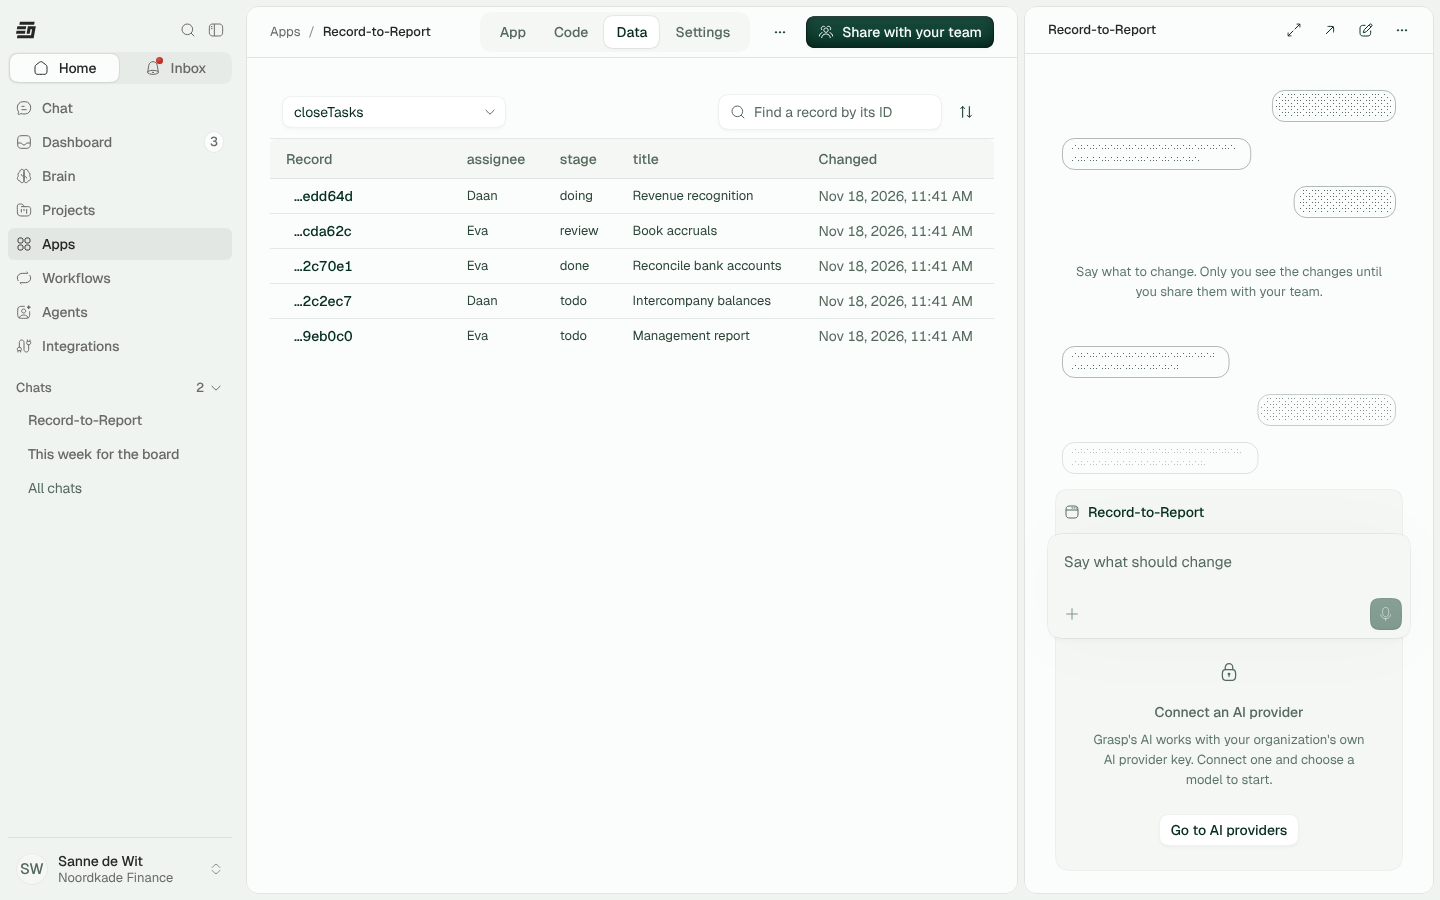 Home
Inbox
Chat
Dashboard 3
Brain
Projects
Apps
Workflows
Agents
Integrations
Chats 2
Record-to-Report
This week for the board
All chats
SW
Sanne de Wit
Noordkade Finance
Apps / Record-to-Report
App Code Data Settings
Share with your team
closeTasks
Find a record by its ID
Record assignee stage title Changed
…edd64d Daan doing Revenue recognition Nov 18, 2026, 11:41 AM
…cda62c Eva review Book accruals Nov 18, 2026, 11:41 AM
…2c70e1 Eva done Reconcile bank accounts Nov 18, 2026, 11:41 AM
…2c2ec7 Daan todo Intercompany balances Nov 18, 2026, 11:41 AM
…9eb0c0 Eva todo Management report Nov 18, 2026, 11:41 AM
Record-to-Report
Say what to change. Only you see the changes until
you share them with your team.
Record-to-Report
Say what should change
Connect an AI provider
Grasp's AI works with your organization's own
AI provider key. Connect one and choose a
model to start.
Go to AI providers